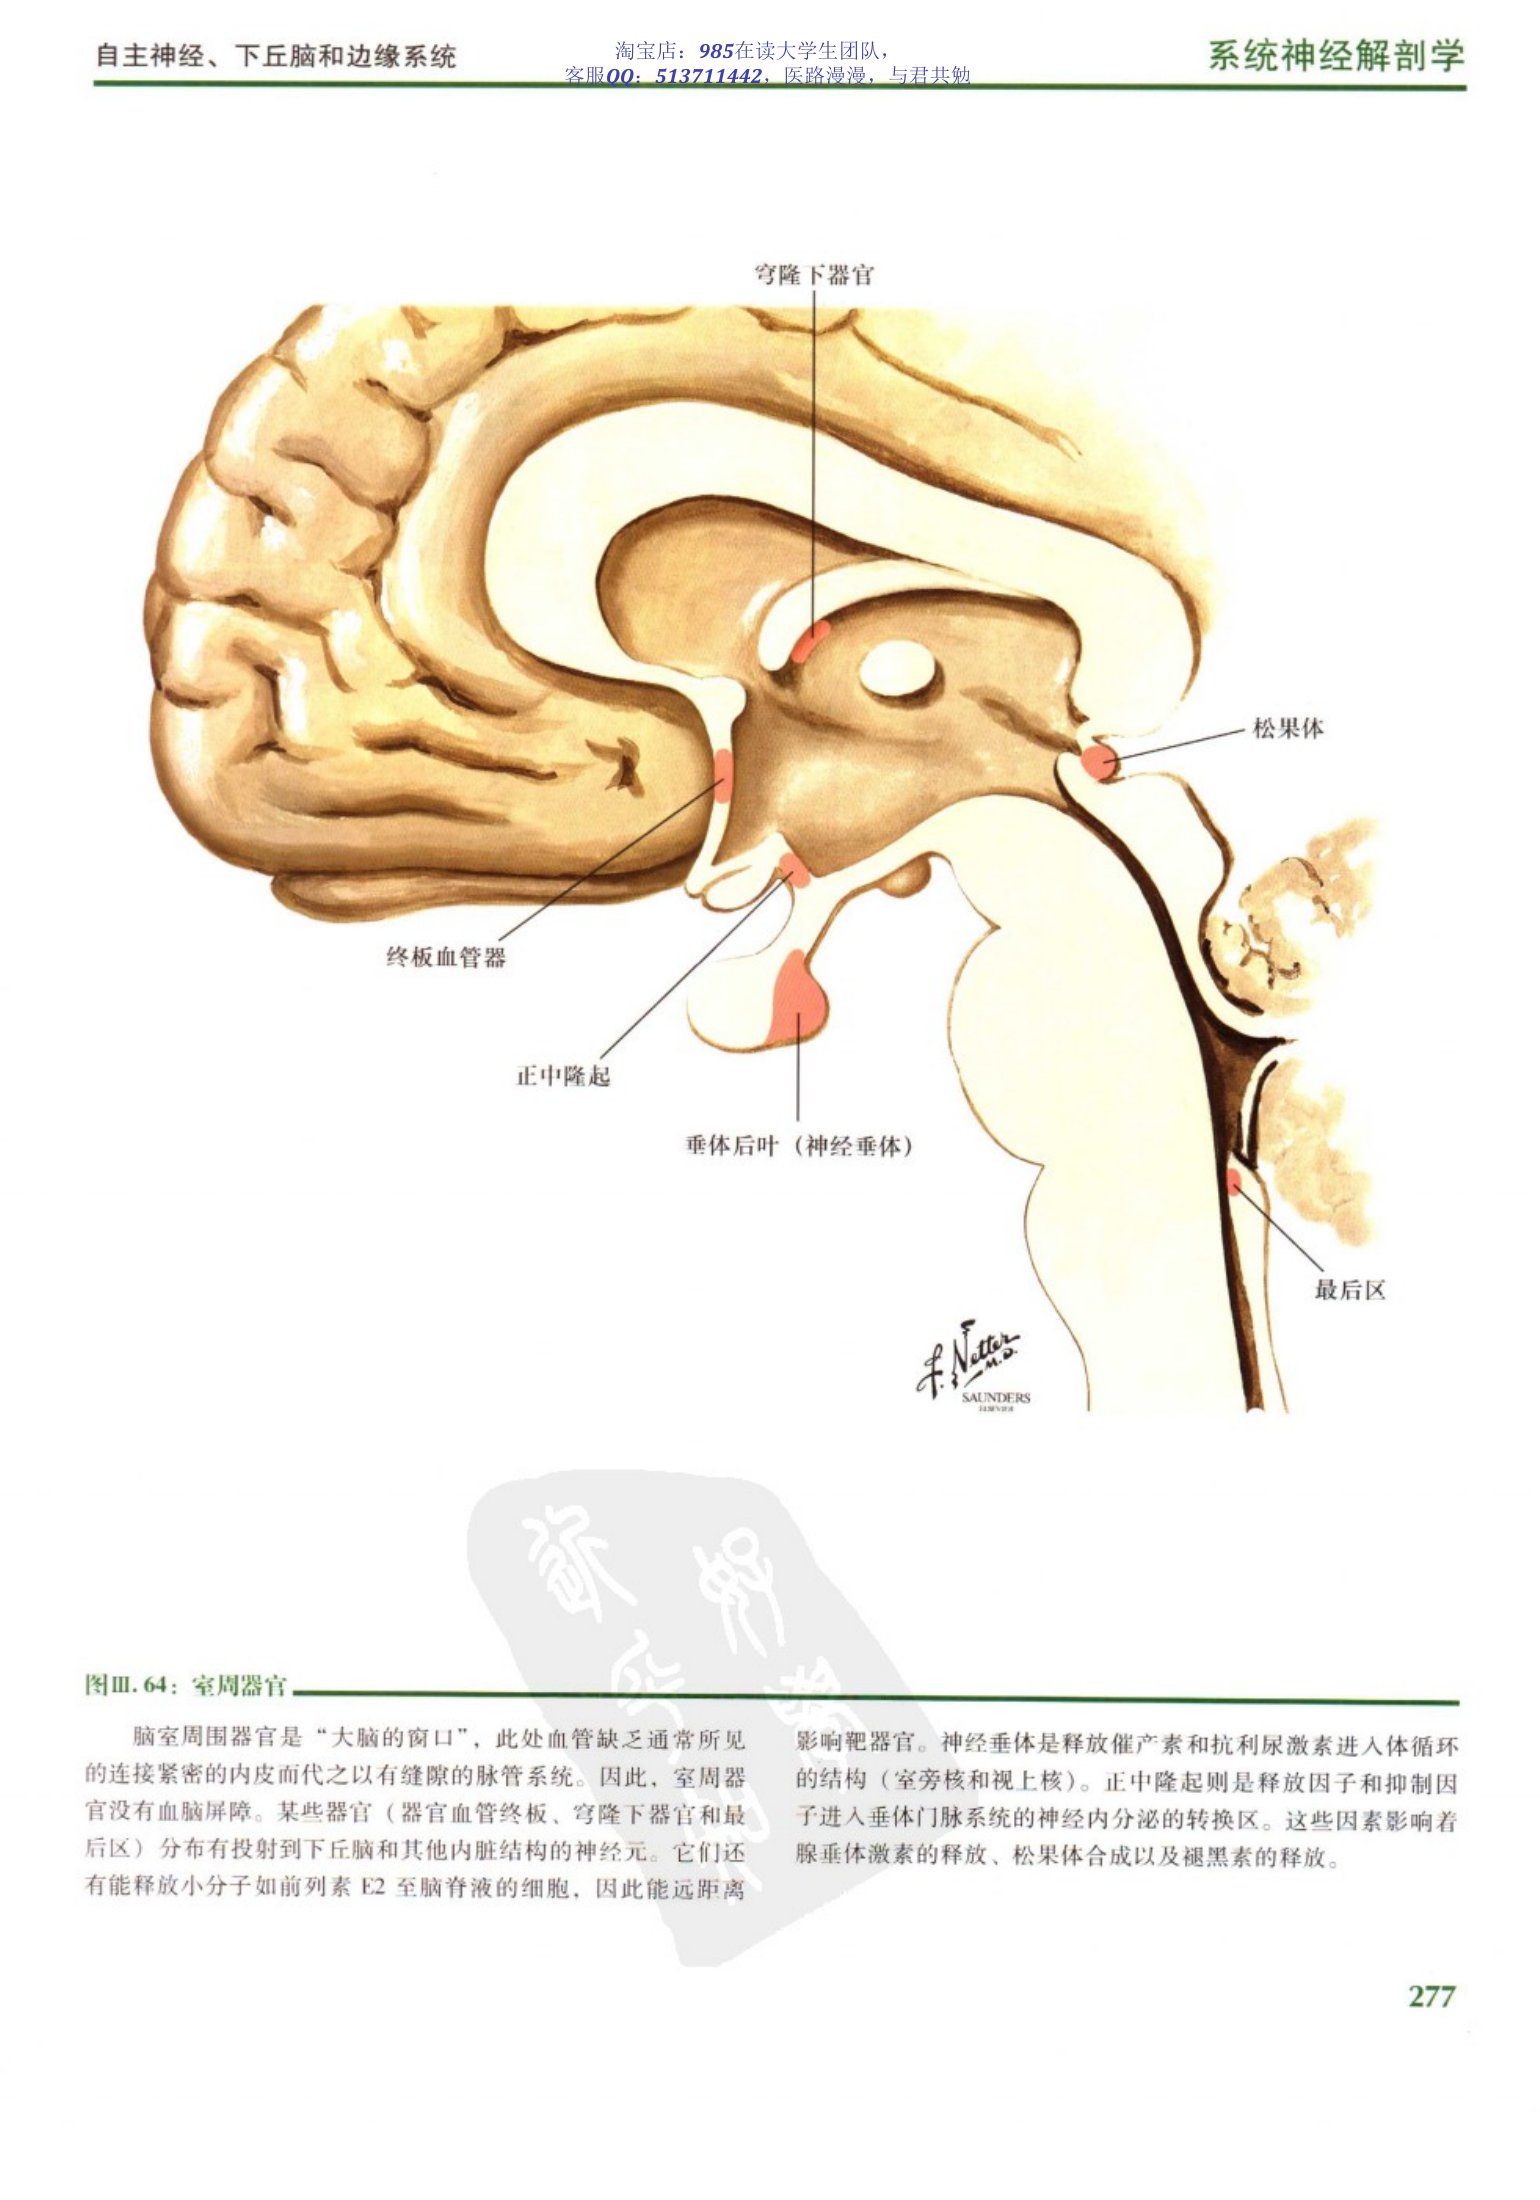 自主神经、下丘脑和边缘系统
淘宝店：985在读大学生团队，
客服QQ：513711442，医路漫漫，与君共勉
系统神经解剖学
穹隆下器官
松果体
终板血管器
正中隆起
垂体后叶（神经垂体）
最后区
F. Netter
M.D.
SAUNDERS
ELSEVIER
图Ⅲ.64：室周器官
脑室周围器官是“大脑的窗口”，此处血管缺乏通常所见
的连接紧密的内皮而代之以有缝隙的脉管系统。因此，室周器
官没有血脑屏障。某些器官（器官血管终板、穹隆下器官和最
后区）分布有投射到下丘脑和其他内脏结构的神经元。它们还
有能释放小分子如前列素 E2 至脑脊液的细胞，因此能远距离
影响靶器官。神经垂体是释放催产素和抗利尿激素进入体循环
的结构（室旁核和视上核）。正中隆起则是释放因子和抑制因
子进入垂体门脉系统的神经内分泌的转换区。这些因素影响着
腺垂体激素的释放、松果体合成以及褪黑素的释放。
277